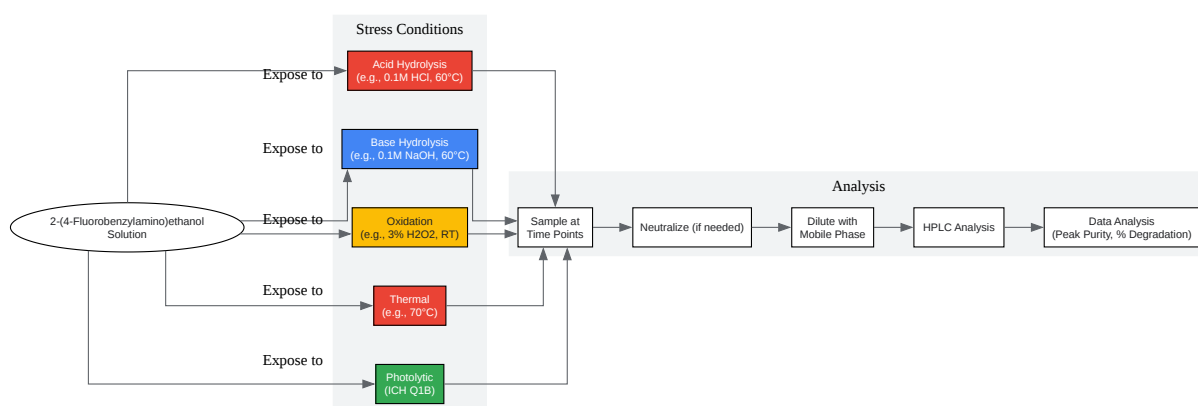 Stress Conditions
Expose to
Acid Hydrolysis
(e.g., 0.1M HCl, 60°C)
Expose to
Base Hydrolysis
(e.g., 0.1M NaOH, 60°C)
Analysis
2-(4-Fluorobenzylamino)ethanol
Solution
Expose to
Oxidation
(e.g., 3% H2O2, RT)
Sample at
Time Points
Neutralize (if needed)
Dilute with
Mobile Phase
HPLC Analysis
Data Analysis
(Peak Purity, % Degradation)
Expose to
Thermal
(e.g., 70°C)
Expose to
Photolytic
(ICH Q1B)